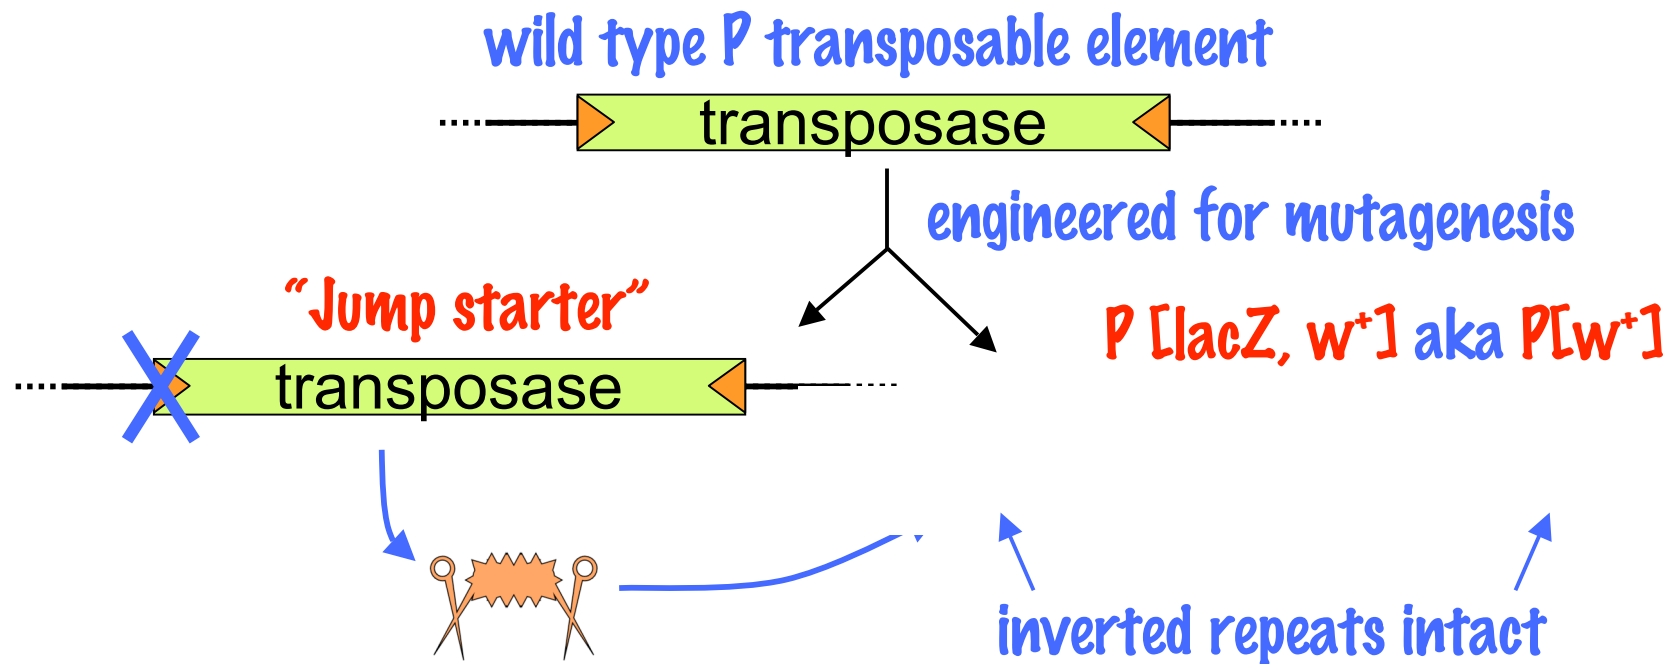 wild type P transposable element
transposase
engineered for mutagenesis
“Jump starter”
P [lacZ, w⁺] aka P[w⁺]
transposase
inverted repeats intact